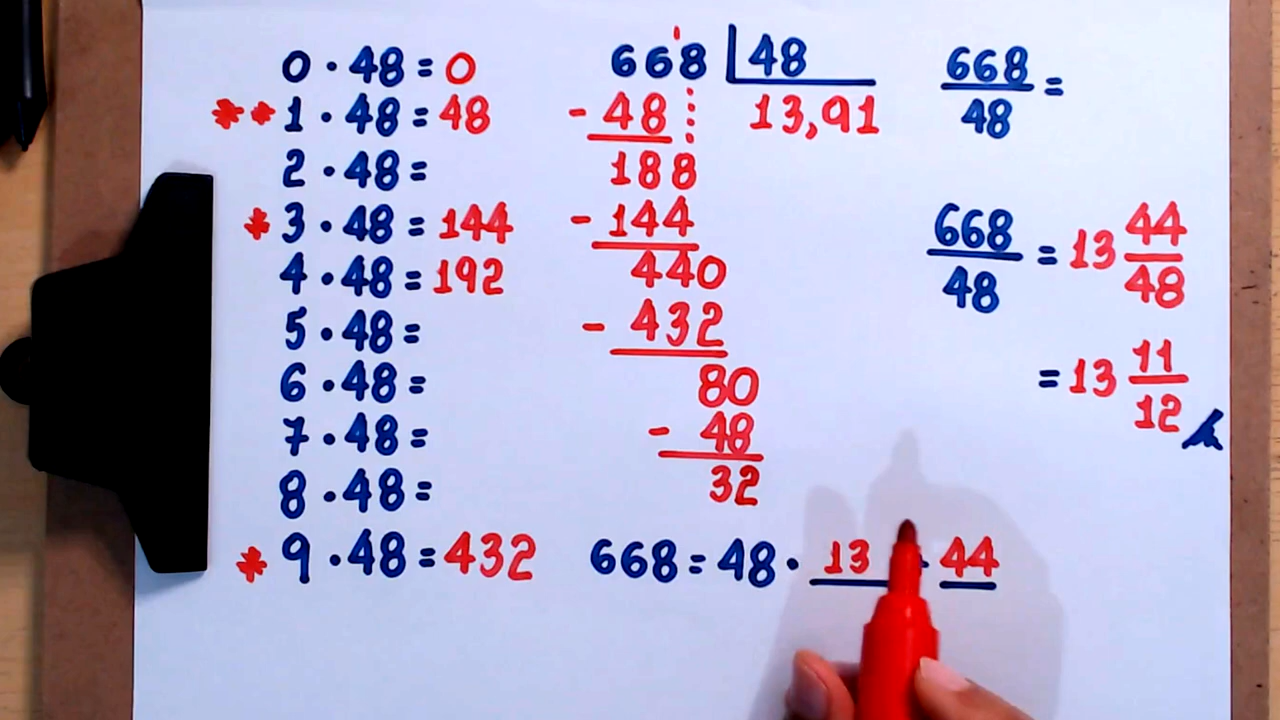 0 · 48 = 0
** 1 · 48 = 48
2 · 48 =
* 3 · 48 = 144
4 · 48 = 192
5 · 48 =
6 · 48 =
7 · 48 =
8 · 48 =
* 9 · 48 = 432
668 48
- 48 13,91
188
- 144
440
- 432
80
- 48
32
668 = 48 · 13 44
668/48 =
668/48 = 13 44/48
= 13 11/12